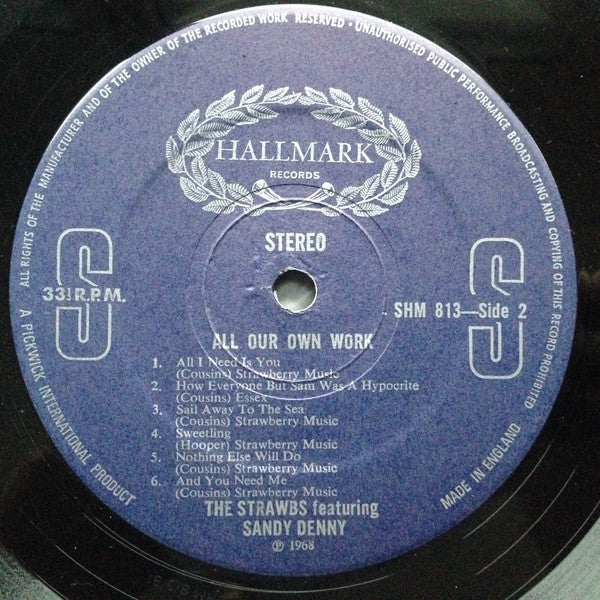 ALL RIGHTS OF THE MANUFACTURER AND OF THE OWNER OF THE RECORDED WORK RESERVED · UNAUTHORISED PUBLIC PERFORMANCE BROADCASTING AND COPYING OF THIS RECORD PROHIBITED
HALLMARK
RECORDS
STEREO
S
S
33⅓ R.P.M.
SHM 813—Side 2
ALL OUR OWN WORK
1. All I Need Is You
(Cousins) Strawberry Music
2. How Everyone But Sam Was A Hypocrite
(Cousins) Essex
3. Sail Away To The Sea
(Cousins) Strawberry Music
4. Sweetling
(Hooper) Strawberry Music
5. Nothing Else Will Do
(Cousins) Strawberry Music
6. And You Need Me
(Cousins) Strawberry Music
THE STRAWBS featuring
SANDY DENNY
℗ 1968
A PICKWICK INTERNATIONAL PRODUCT
MADE IN ENGLAND